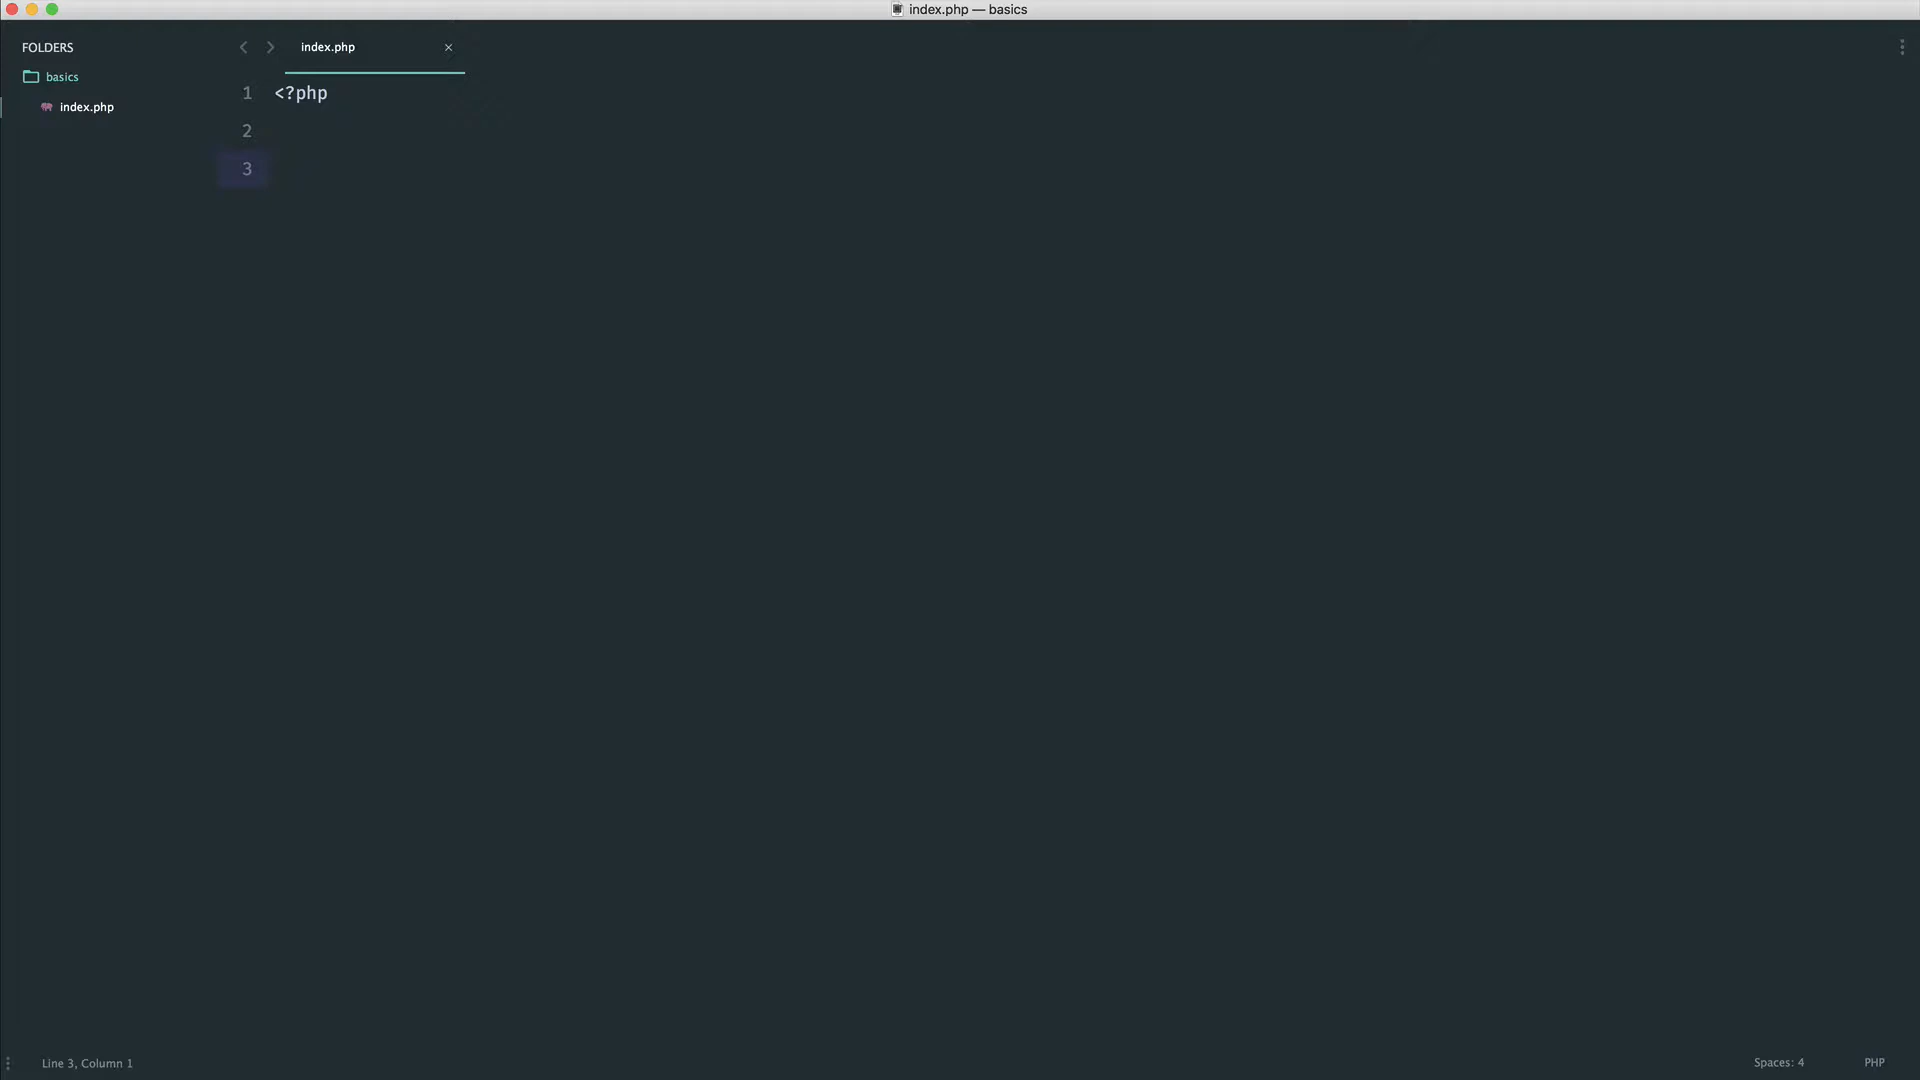 index.php — basics
FOLDERS
basics
index.php
index.php
1 <?php
2
3
Line 3, Column 1
Spaces: 4
PHP